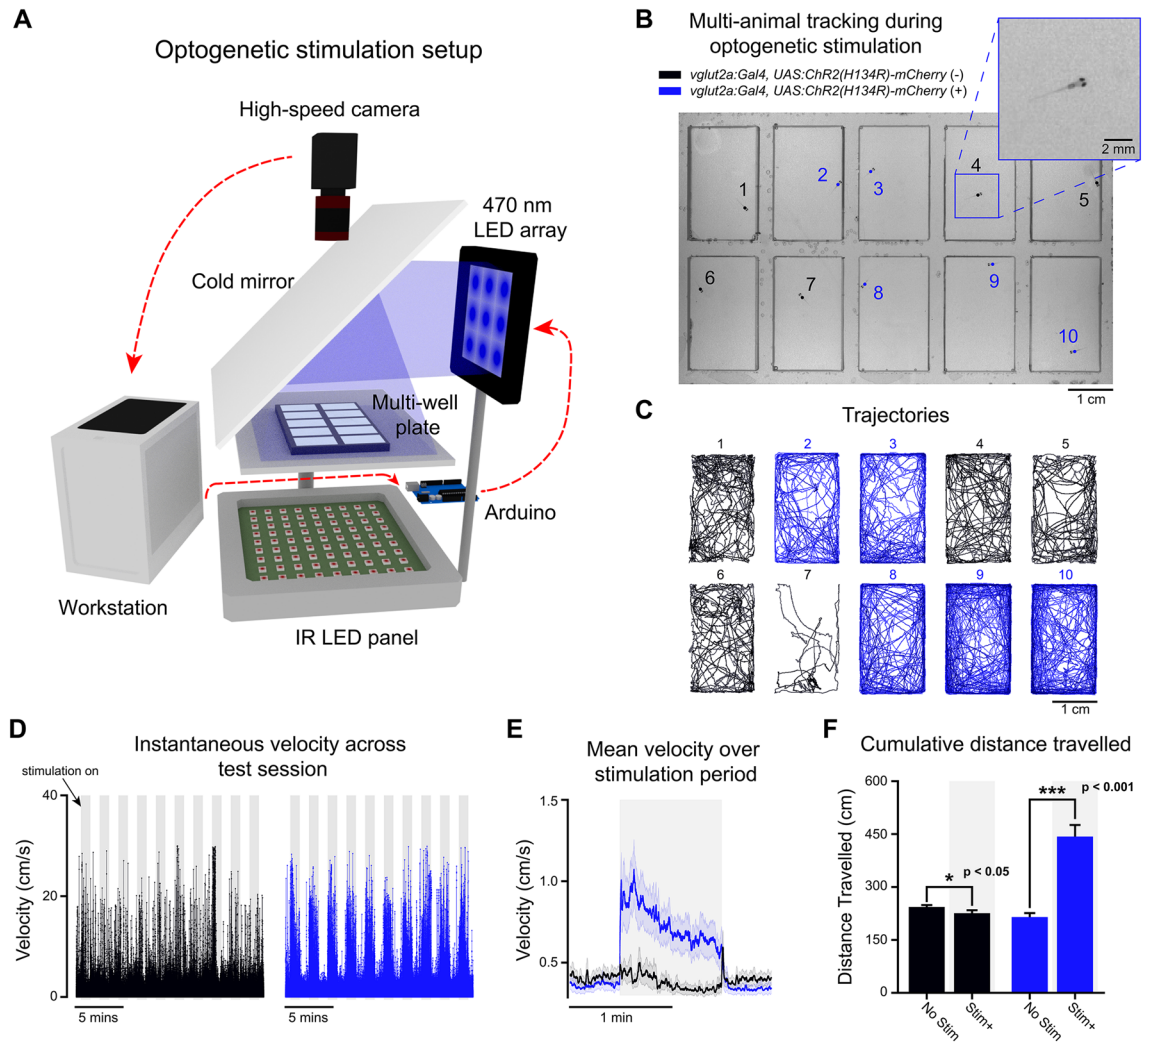 A
Optogenetic stimulation setup
High-speed camera
470 nm
LED array
Cold mirror
Multi-well
plate
Arduino
Workstation
IR LED panel
B
Multi-animal tracking during
optogenetic stimulation
vglut2a:Gal4, UAS:ChR2(H134R)-mCherry (-)
vglut2a:Gal4, UAS:ChR2(H134R)-mCherry (+)
2 mm
1
2
3
4
5
6
7
8
9
10
1 cm
C
Trajectories
1
2
3
4
5
6
7
8
9
10
1 cm
D
Instantaneous velocity across
test session
stimulation on
Velocity (cm/s)
40
20
0
5 mins
5 mins
E
Mean velocity over
stimulation period
Velocity (cm/s)
1.5
1.0
0.5
1 min
F
Cumulative distance travelled
Distance Travelled (cm)
600
450
300
150
0
* p < 0.05
*** p < 0.001
No Stim
Stim+
No Stim
Stim+